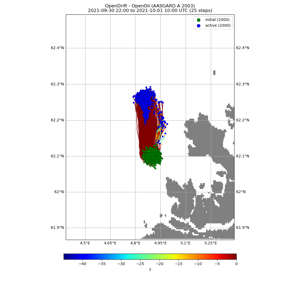 OpenDrift - OpenOil (AASGARD A 2003)
2021-09-30 22:00 to 2021-10-01 10:00 UTC (25 steps)
initial (2000)
active (2000)
62.4°N
62.3°N
62.2°N
62.1°N
62°N
61.9°N
4.5°E
4.65°E
4.8°E
4.95°E
5.1°E
5.25°E
−40
−35
−30
−25
−20
−15
−10
−5
0
z